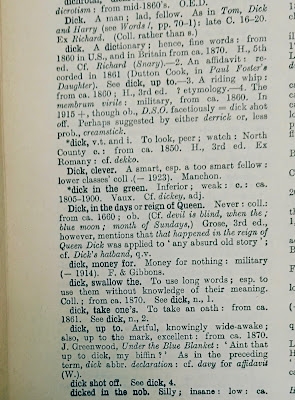 dicrotism : from mid-1860's. O.E.D.
Dick. A man ; lad, fellow. As in Tom, Dick
and Harry (see Words!, pp. 70–1): late C. 16–20.
Ex Richard. (Coll. rather than s.)
dick. A dictionary ; hence, fine words : from
1860 in U.S., and in Britain from ca. 1870. H., 5th
ed. Cf. Richard (Snary).—2. An affidavit : re-
corded in 1861 (Dutton Cook, in Paul Foster's
Daughter). See dick, up to.—3. A riding whip :
from ca. 1860 ; H., 3rd ed. ? etymology.—4. The
membrum virile : military, from ca. 1860. In
1915 +, though ob., D.S.O. facetiously = dick shot
off. Perhaps suggested by either derrick or, less
prob., creamstick.
*dick, v.t. and i. To look, peer ; watch : North
County c. : from ca. 1850. H., 3rd ed. Ex
Romany : cf. dekko.
Dick, clever. A smart, esp. a too smart fellow :
lower classes' coll. (– 1923). Manchon.
*dick in the green. Inferior ; weak : c. : ca.
1805–1900. Vaux. Cf. dickey, adj.
Dick, in the days or reign of Queen. Never : coll. :
from ca. 1660 ; ob. (Cf. devil is blind, when the ;
blue moon ; month of Sundays.) Grose, 3rd ed.,
however, mentions that that happened in the reign of
Queen Dick was applied to 'any absurd old story' ;
cf. Dick's hatband, q.v.
dick, money for. Money for nothing : military
(– 1914). F. & Gibbons.
dick, swallow the. To use long words ; esp. to
use them without knowledge of their meaning.
Coll. : from ca. 1870. See dick, n., 1.
dick, take one's. To take an oath : from ca.
1861. See dick, n., 2.
dick, up to. Artful, knowingly wide-awake ;
also, up to the mark, excellent : from ca. 1870.
J. Greenwood, Under the Blue Blanket : 'Aint that
up to dick, my biffin ?' As in the preceding
term, dick abbr. declaration : cf. davy for affidavit
(W.).
dick shot off. See dick, 4.
dicked in the nob. Silly ; insane : low : ca.